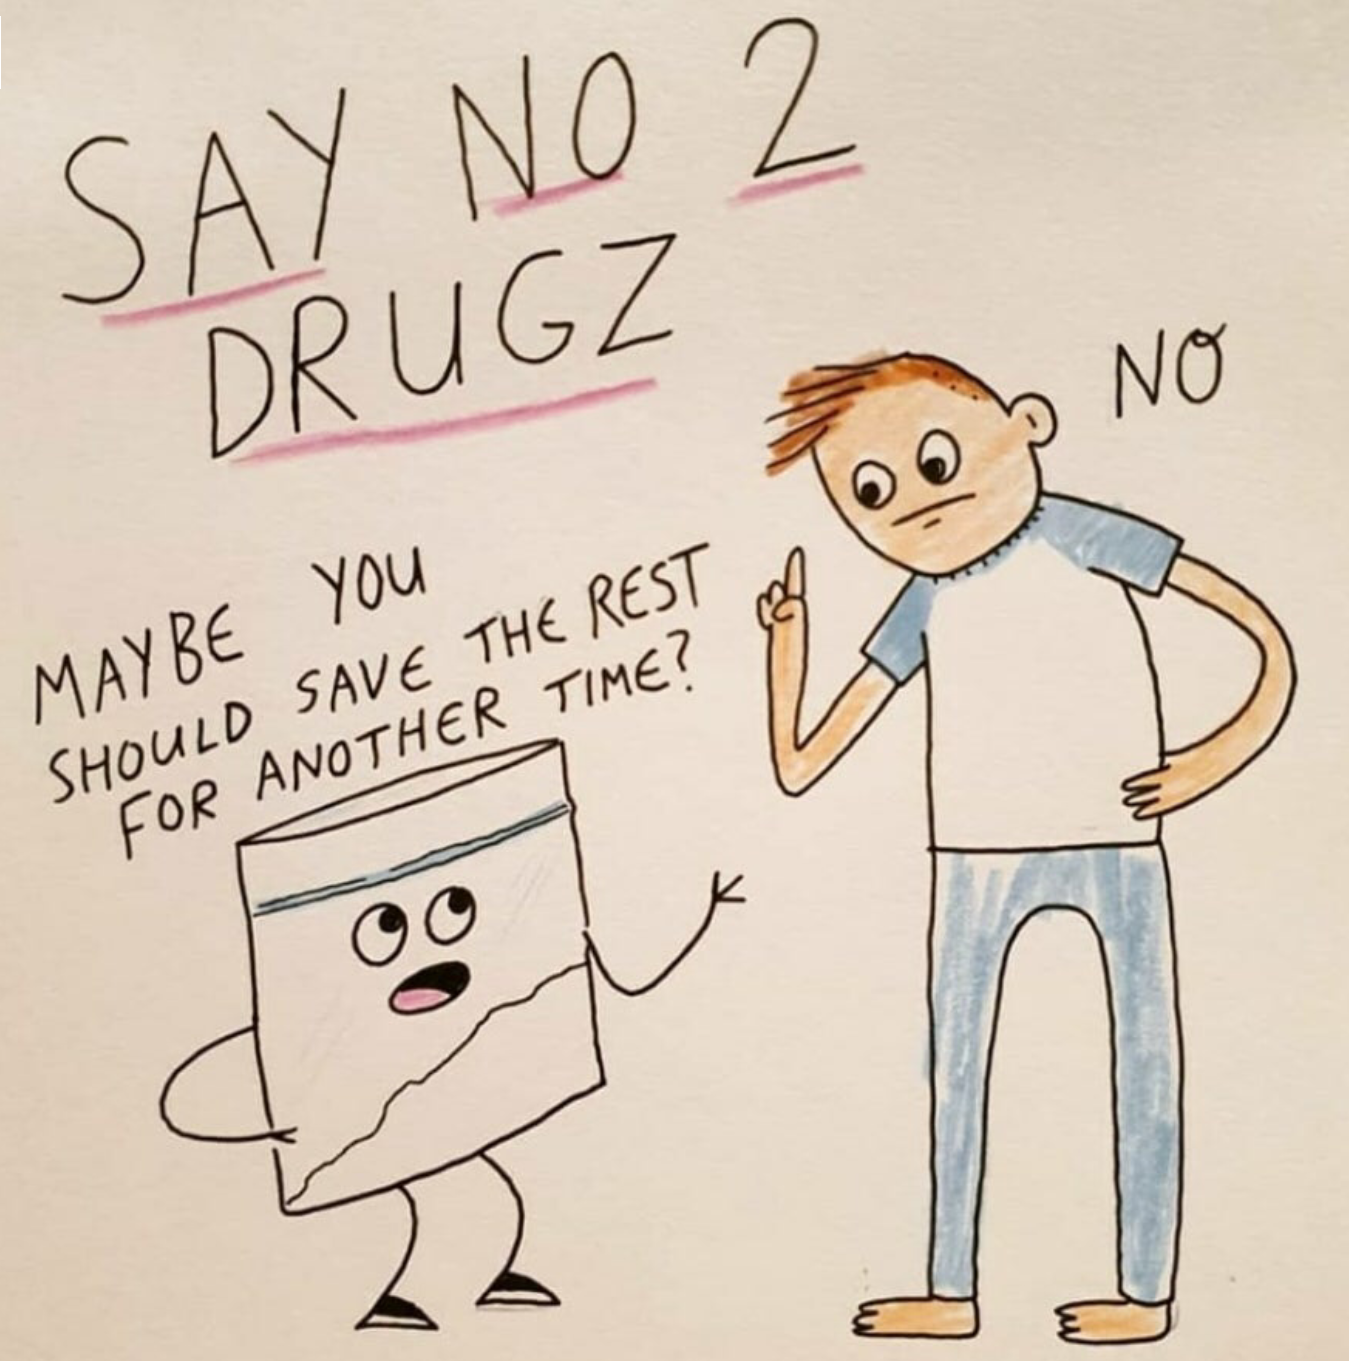 SAY NO 2
DRUGZ
NO
MAYBE YOU
SHOULD SAVE THE REST
FOR ANOTHER TIME?